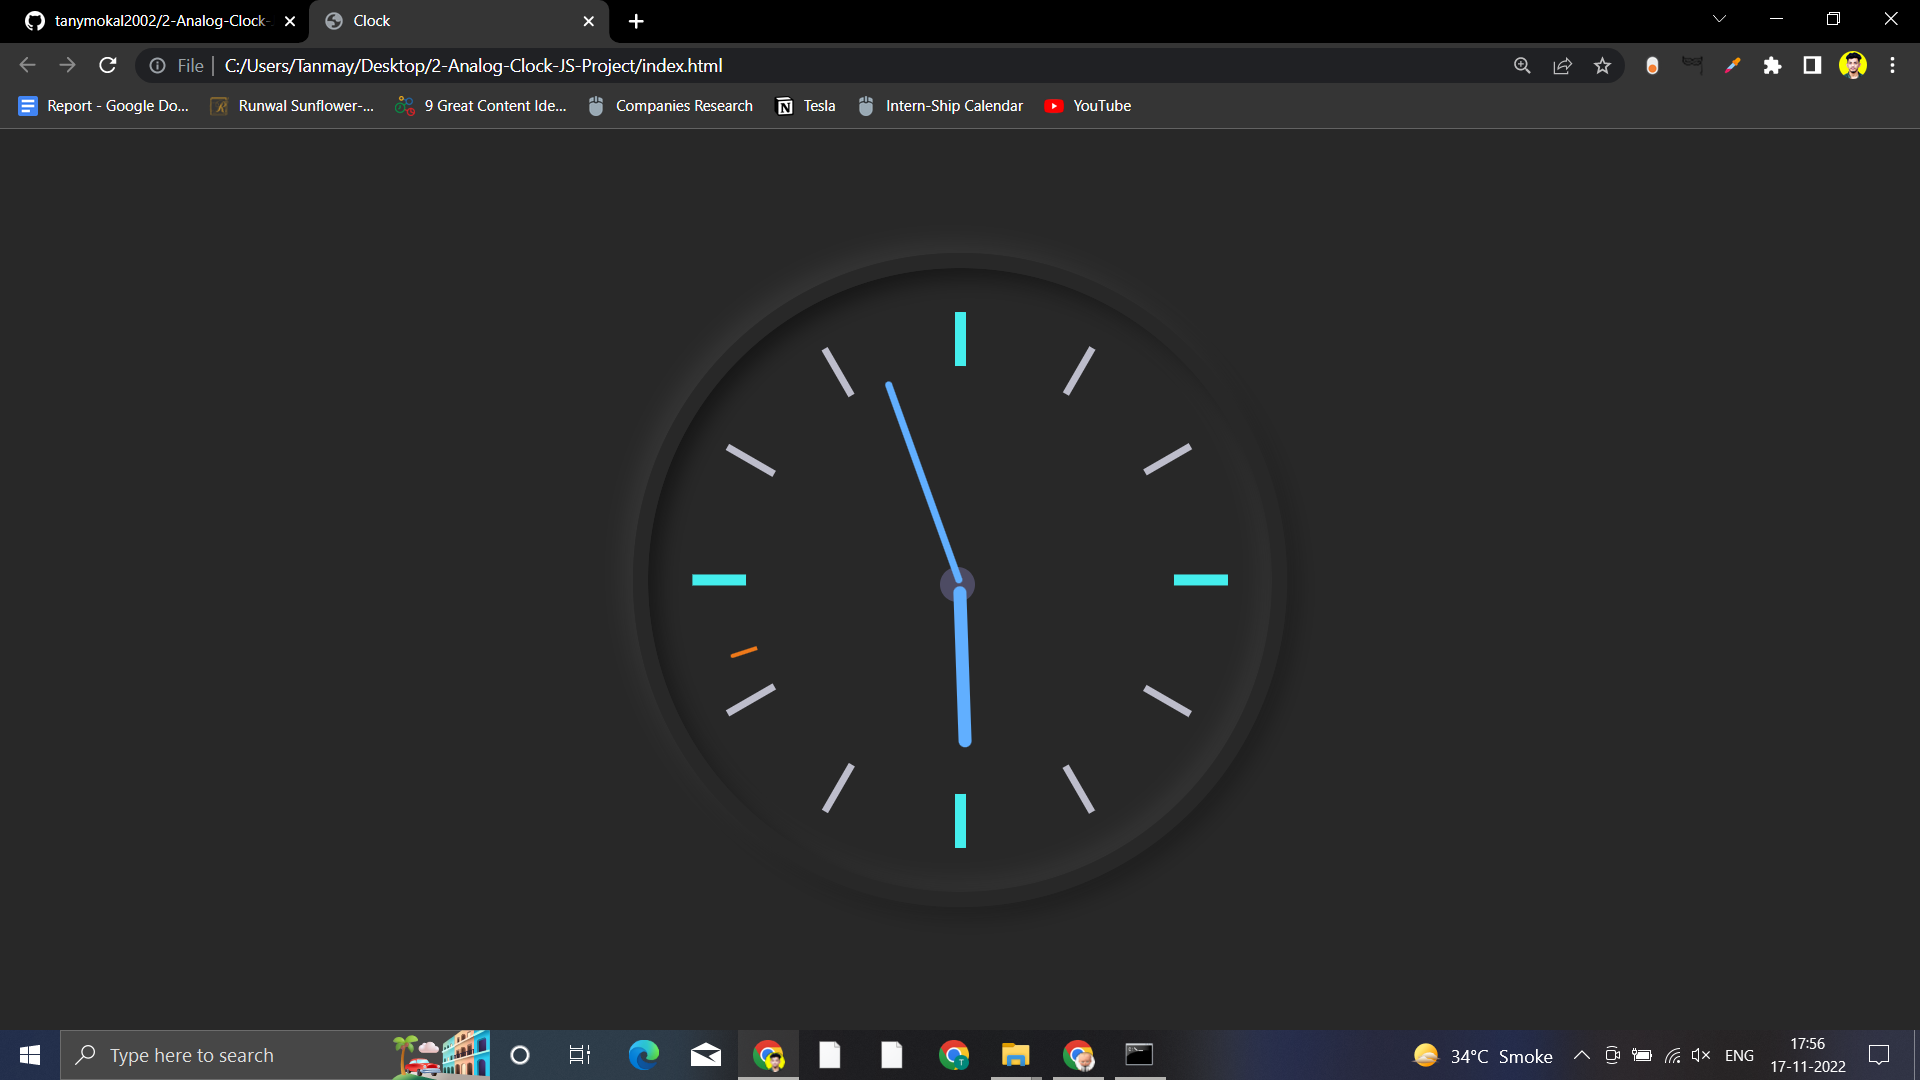 tanymokal2002/2-Analog-Clock-
Clock
File
C:/Users/Tanmay/Desktop/2-Analog-Clock-JS-Project/index.html
Report - Google Do...
Runwal Sunflower-...
9 Great Content Ide...
Companies Research
Tesla
Intern-Ship Calendar
YouTube
Type here to search
34°C Smoke
ENG
17:56
17-11-2022